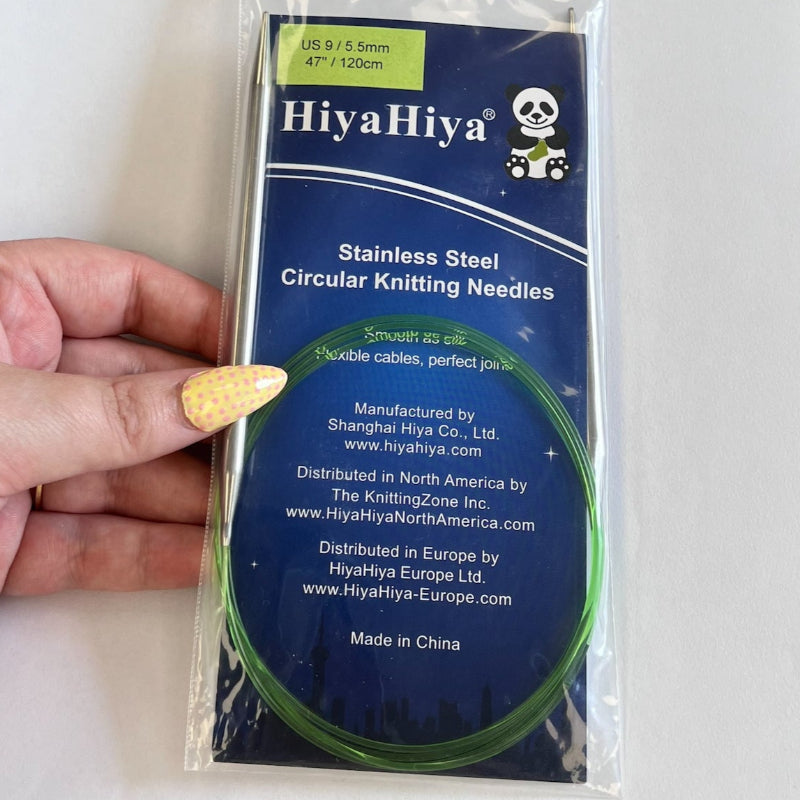 US 9 / 5.5mm
47" / 120cm
HiyaHiya®
Stainless Steel
Circular Knitting Needles
Smooth as silk
Flexible cables, perfect joins
Manufactured by
Shanghai Hiya Co., Ltd.
www.hiyahiya.com
Distributed in North America by
The KnittingZone Inc.
www.HiyaHiyaNorthAmerica.com
Distributed in Europe by
HiyaHiya Europe Ltd.
www.HiyaHiya-Europe.com
Made in China